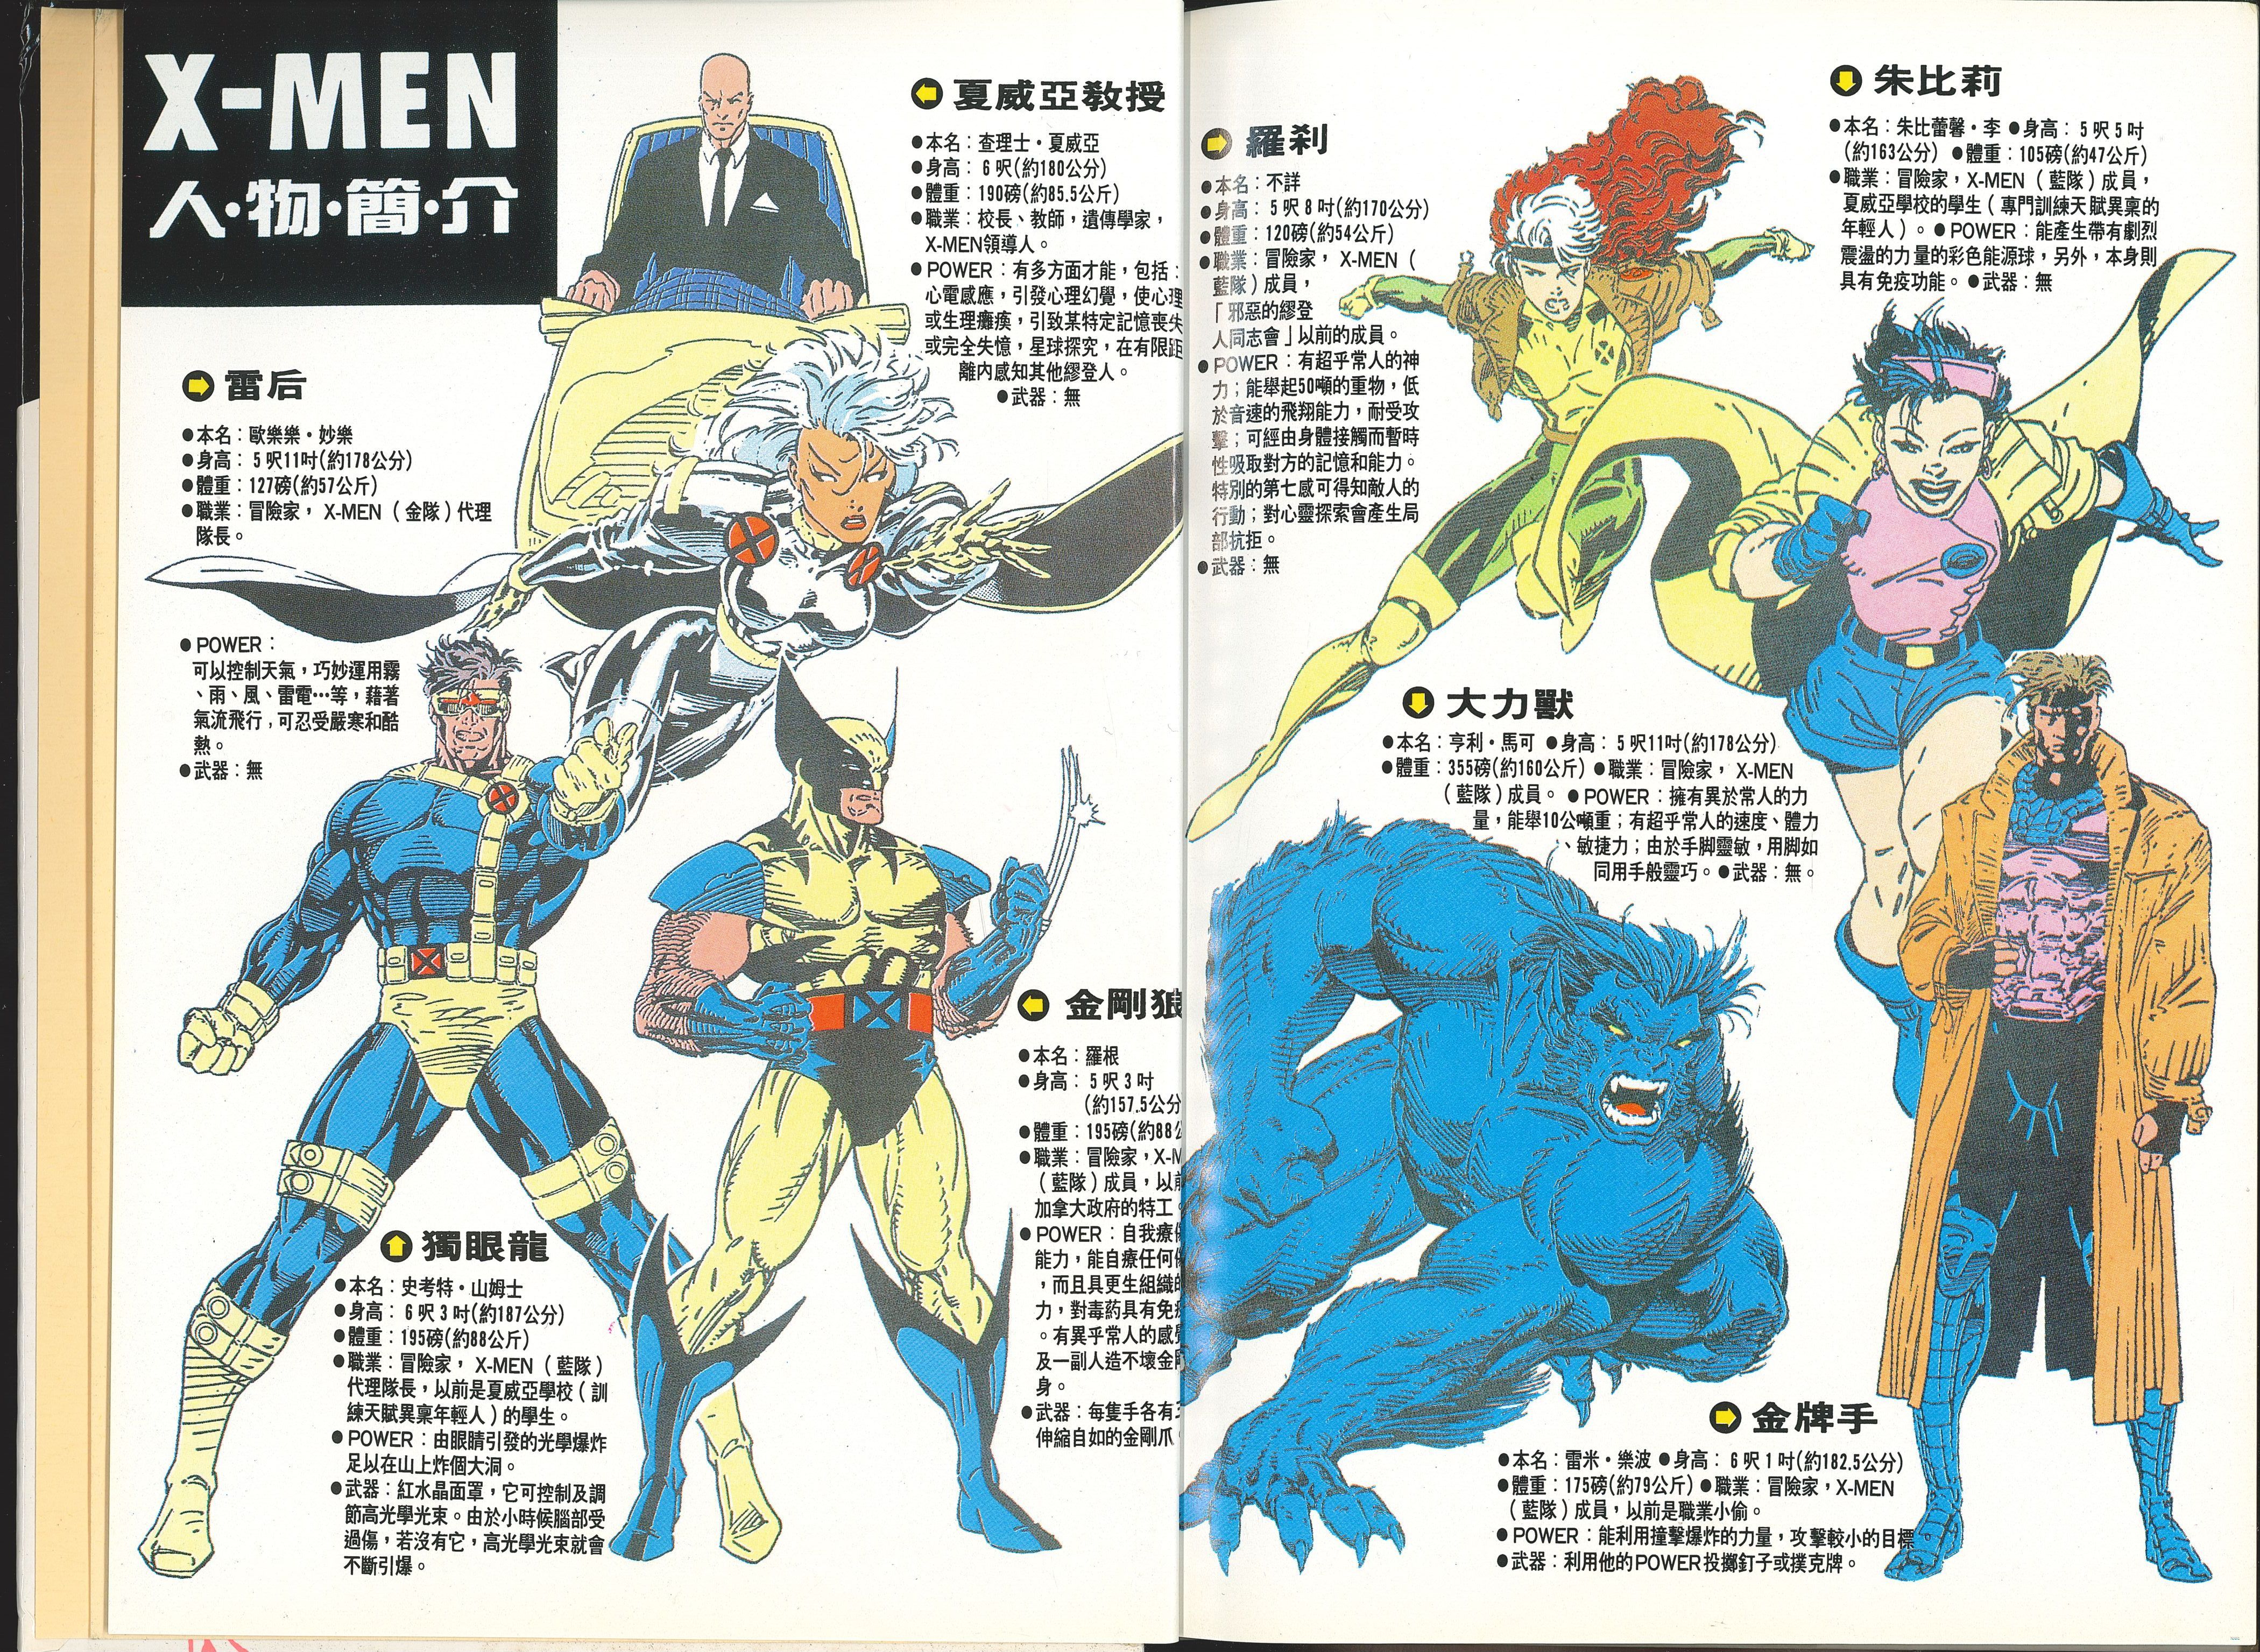 X-MEN
人·物·簡·介
夏威亞教授
●本名：查理士·夏威亞
●身高：6呎(約180公分)
●體重：190磅(約85.5公斤)
●職業：校長、教師，遺傳學家，
X-MEN領導人。
●POWER：有多方面才能，包括：
心電感應，引發心理幻覺，使心理
或生理癱瘓，引致某特定記憶喪失
或完全失憶，星球探究，在有限距
離內感知其他繆登人。
●武器：無
雷后
●本名：歐樂樂·妙樂
●身高：5呎11吋(約178公分)
●體重：127磅(約57公斤)
●職業：冒險家，X-MEN（金隊）代理
隊長。
●POWER：
可以控制天氣，巧妙運用霧
、雨、風、雷電…等，藉著
氣流飛行，可忍受嚴寒和酷
熱。
●武器：無
獨眼龍
●本名：史考特·山姆士
●身高：6呎3吋(約187公分)
●體重：195磅(約88公斤)
●職業：冒險家，X-MEN（藍隊）
代理隊長，以前是夏威亞學校（訓
練天賦異稟年輕人）的學生。
●POWER：由眼睛引發的光學爆炸
足以在山上炸個大洞。
●武器：紅水晶面罩，它可控制及調
節高光學光束。由於小時候腦部受
過傷，若沒有它，高光學光束就會
不斷引爆。
金剛狼
●本名：羅根
●身高：5呎3吋
(約157.5公分
●體重：195磅(約88公
●職業：冒險家，X-M
（藍隊）成員，以前
加拿大政府的特工
●POWER：自我療傷
能力，能自療任何傷
，而且具更生組織的
力，對毒葯具有免疫
。有異乎常人的感覺
及一副人造不壞金剛
身。
●武器：每隻手各有
伸縮自如的金剛爪
羅剎
●本名：不詳
●身高：5呎8吋(約170公分)
●體重：120磅(約54公斤)
●職業：冒險家，X-MEN（
藍隊）成員，
「邪惡的繆登
人同志會」以前的成員。
●POWER：有超乎常人的神
力；能舉起50噸的重物，低
於音速的飛翔能力，耐受攻
擊；可經由身體接觸而暫時
性吸取對方的記憶和能力。
特別的第七感可得知敵人的
行動；對心靈探索會產生局
部抗拒。
●武器：無
朱比莉
●本名：朱比蕾馨·李 ●身高：5呎5吋
(約163公分) ●體重：105磅(約47公斤)
●職業：冒險家，X-MEN（藍隊）成員，
夏威亞學校的學生（專門訓練天賦異稟的
年輕人）。●POWER：能產生帶有劇烈
震盪的力量的彩色能源球，另外，本身則
具有免疫功能。●武器：無
大力獸
●本名：亨利·馬可 ●身高：5呎11吋(約178公分)
●體重：355磅(約160公斤) ●職業：冒險家，X-MEN
（藍隊）成員。●POWER：擁有異於常人的力
量，能舉10公噸重；有超乎常人的速度、體力
、敏捷力；由於手脚靈敏，用脚如
同用手般靈巧。●武器：無。
金牌手
●本名：雷米·樂波 ●身高：6呎1吋(約182.5公分)
●體重：175磅(約79公斤) ●職業：冒險家，X-MEN
（藍隊）成員，以前是職業小偷。
●POWER：能利用撞擊爆炸的力量，攻擊較小的目標
●武器：利用他的POWER投擲釘子或撲克牌。